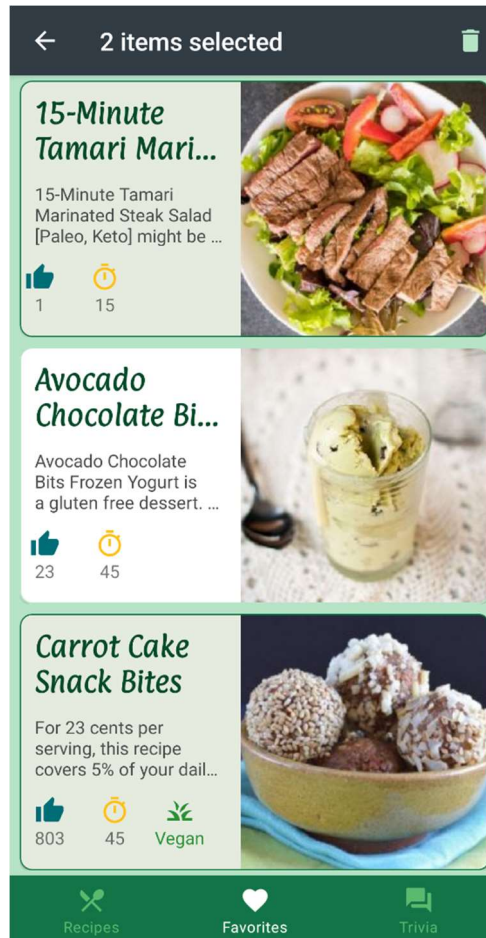 2 items selected
15-Minute
Tamari Mari...
15-Minute Tamari
Marinated Steak Salad
[Paleo, Keto] might be ...
1 15
Avocado
Chocolate Bi...
Avocado Chocolate
Bits Frozen Yogurt is
a gluten free dessert. ...
23 45
Carrot Cake
Snack Bites
For 23 cents per
serving, this recipe
covers 5% of your dail...
803 45 Vegan
Recipes Favorites Trivia